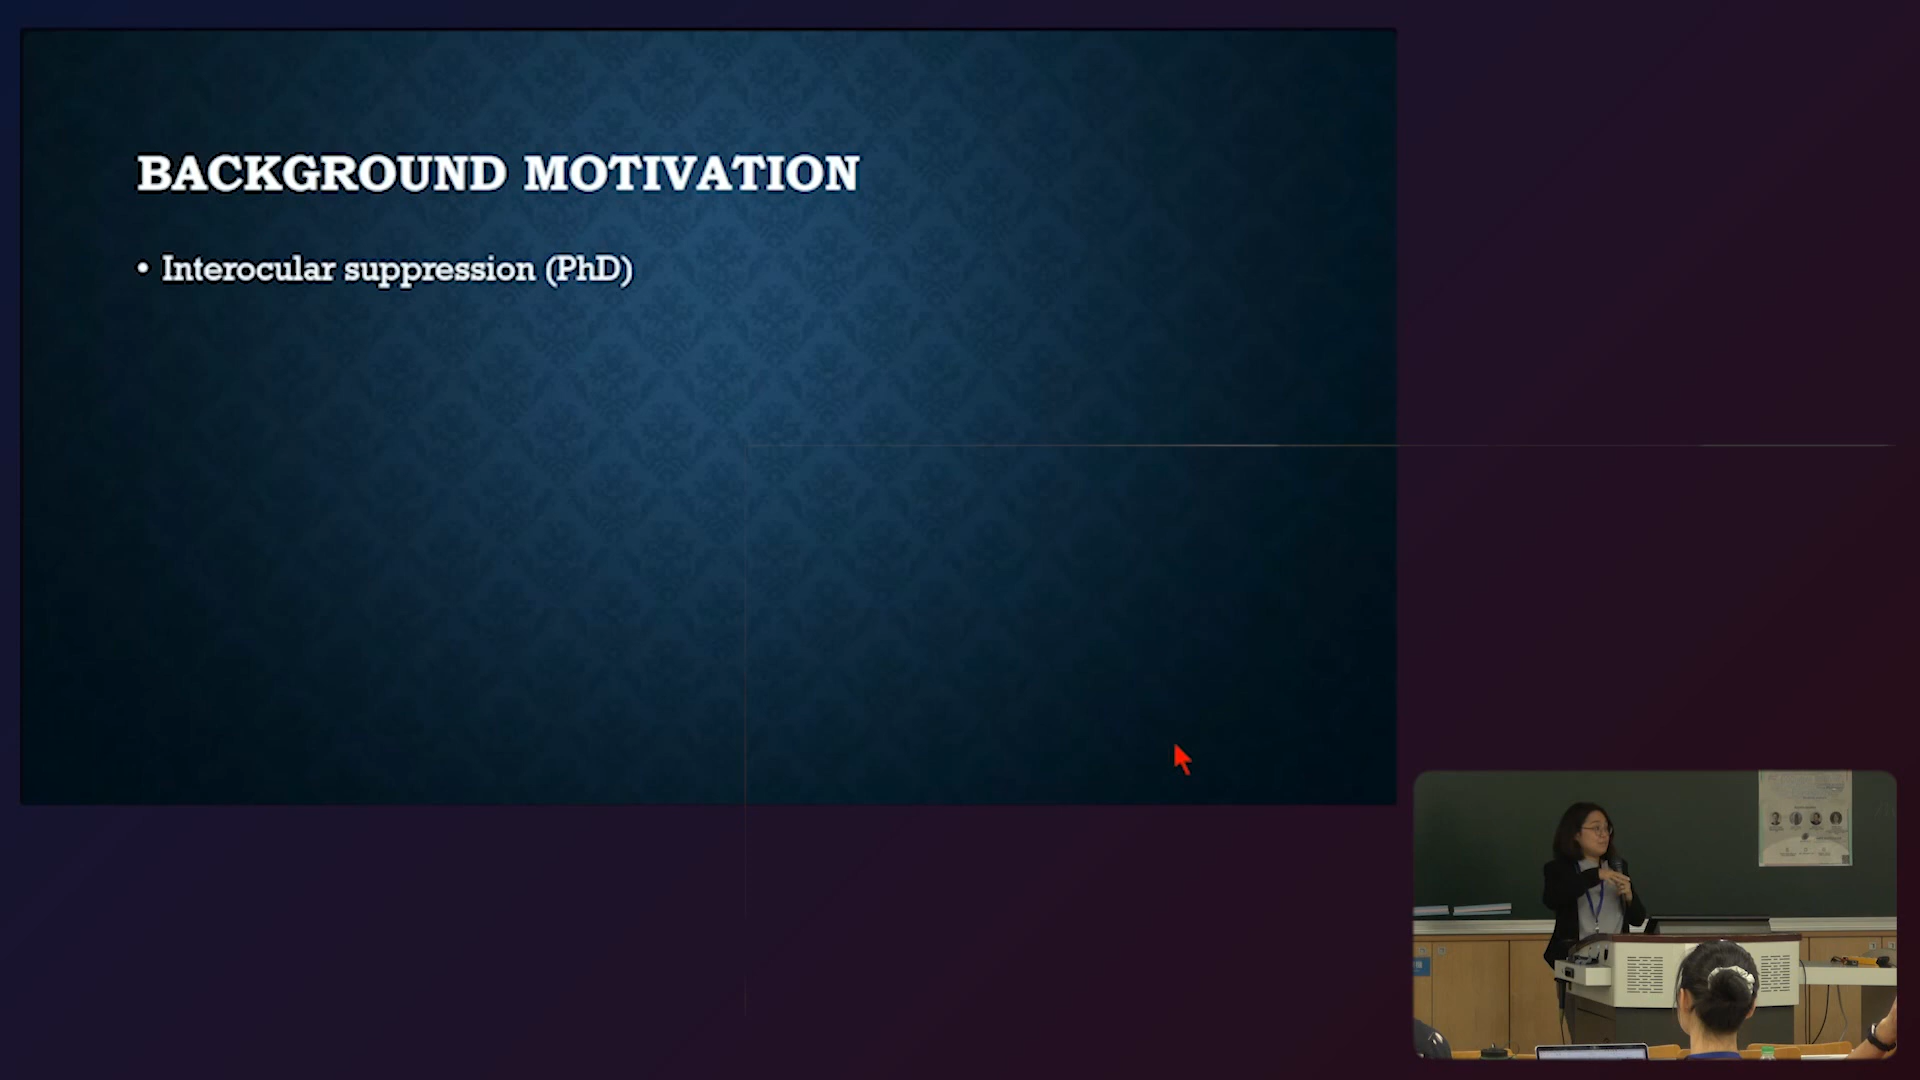 BACKGROUND MOTIVATION
• Interocular suppression (PhD)